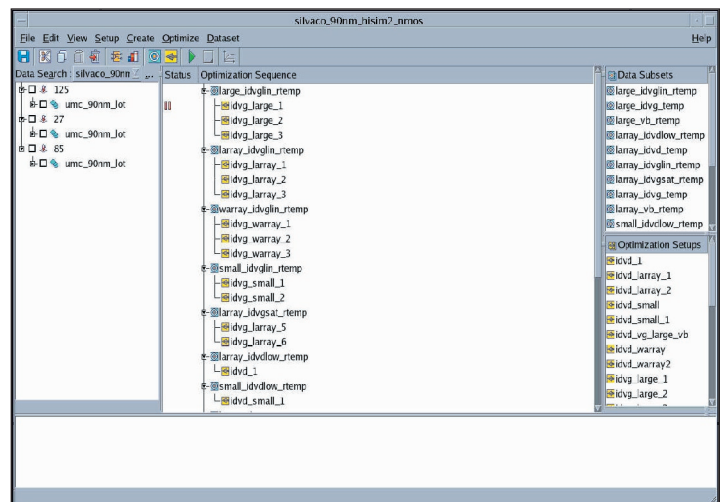 silvaco_90nm_hisim2_nmos
File Edit View Setup Create Optimize Dataset Help
Data Search : silvaco_90nn
Status
Optimization Sequence
125
umc_90nm_lot
27
umc_90nm_lot
85
umc_90nm_lot
large_idvglin_rtemp
idvg_large_1
idvg_large_2
idvg_large_3
larray_idvglin_rtemp
idvg_larray_1
idvg_larray_2
idvg_larray_3
warray_idvglin_rtemp
idvg_warray_1
idvg_warray_2
idvg_warray_3
small_idvglin_rtemp
idvg_small_1
idvg_small_2
larray_idvgsat_rtemp
idvg_larray_5
idvg_larray_6
larray_idvdlow_rtemp
idvd_1
small_idvdlow_rtemp
idvd_small_1
Data Subsets
large_idvglin_rtemp
large_idvg_temp
large_vb_rtemp
larray_idvdlow_rtemp
larray_idvd_temp
larray_idvglin_rtemp
larray_idvgsat_rtemp
larray_idvg_temp
larray_vb_rtemp
small_idvdlow_rtemp
Optimization Setups
idvd_1
idvd_larray_1
idvd_larray_2
idvd_small
idvd_small_1
idvd_vg_large_vb
idvd_warray
idvd_warray2
idvg_large_1
idvg_large_2